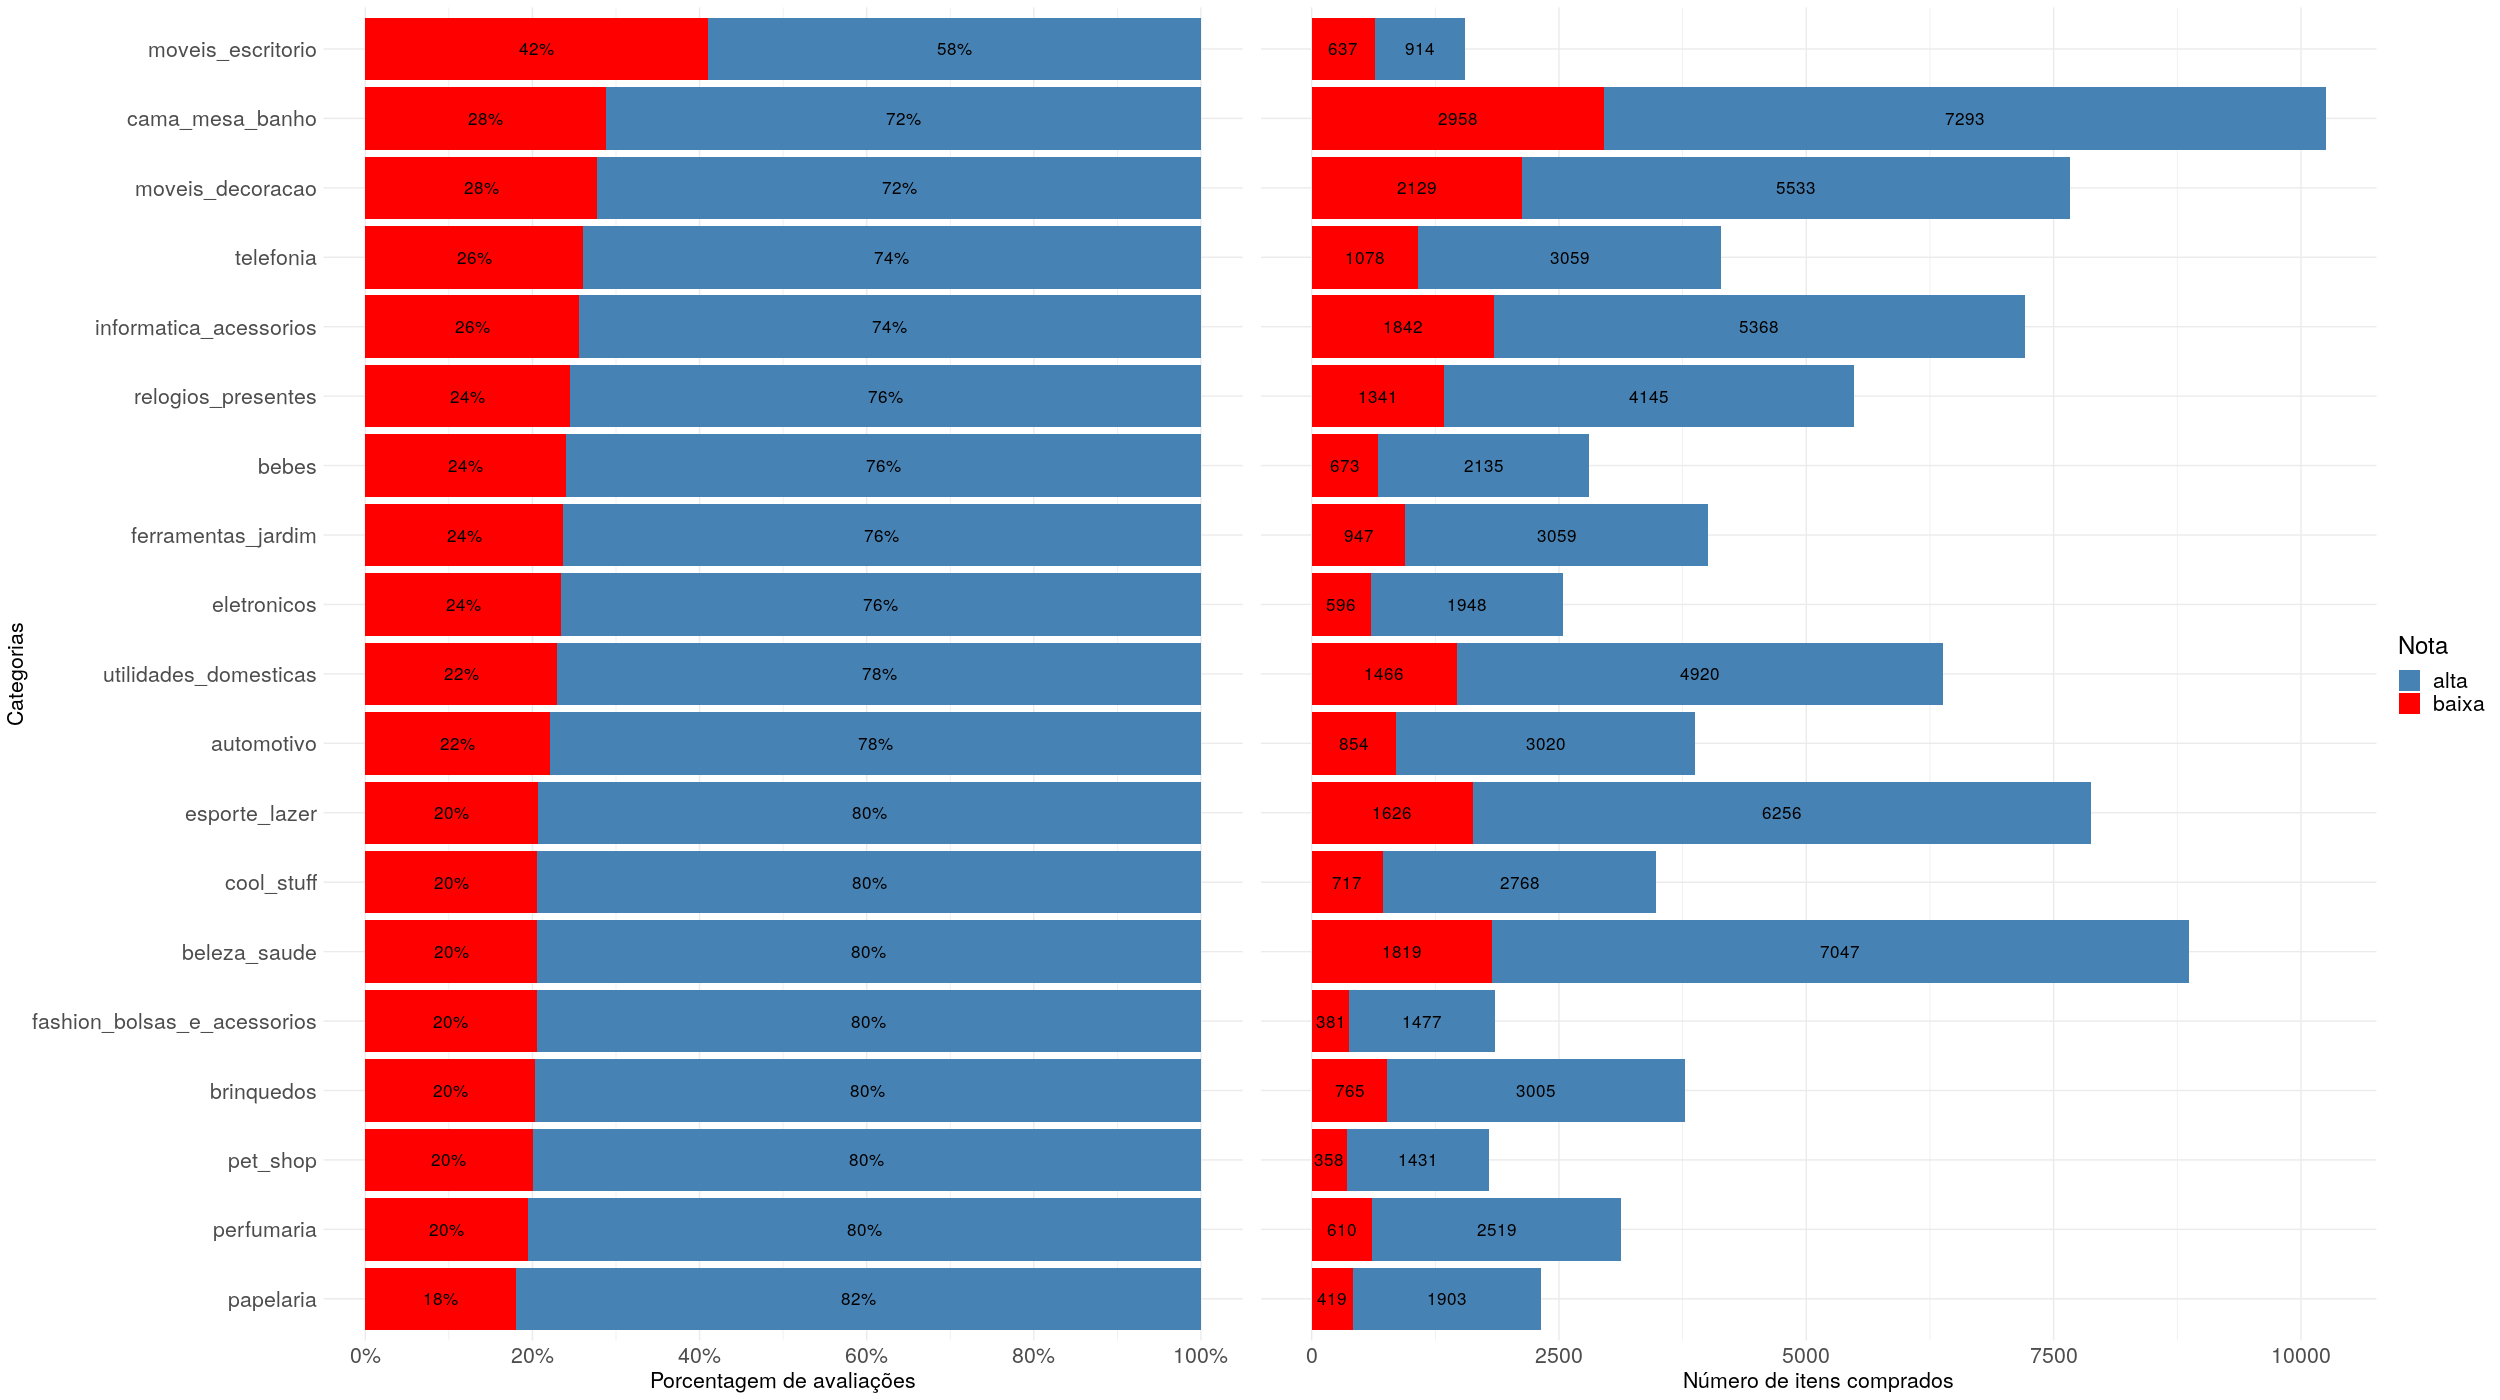 moveis_escritorio 42% 58% 637 914
cama_mesa_banho 28% 72% 2958 7293
moveis_decoracao 28% 72% 2129 5533
telefonia 26% 74% 1078 3059
informatica_acessorios 26% 74% 1842 5368
relogios_presentes 24% 76% 1341 4145
bebes 24% 76% 673 2135
ferramentas_jardim 24% 76% 947 3059
eletronicos 24% 76% 596 1948
utilidades_domesticas 22% 78% 1466 4920
automotivo 22% 78% 854 3020
esporte_lazer 20% 80% 1626 6256
cool_stuff 20% 80% 717 2768
beleza_saude 20% 80% 1819 7047
fashion_bolsas_e_acessorios 20% 80% 381 1477
brinquedos 20% 80% 765 3005
pet_shop 20% 80% 358 1431
perfumaria 20% 80% 610 2519
papelaria 18% 82% 419 1903
0% 20% 40% 60% 80% 100% 0 2500 5000 7500 10000
Porcentagem de avaliações Número de itens comprados
Categorias
Nota
alta
baixa